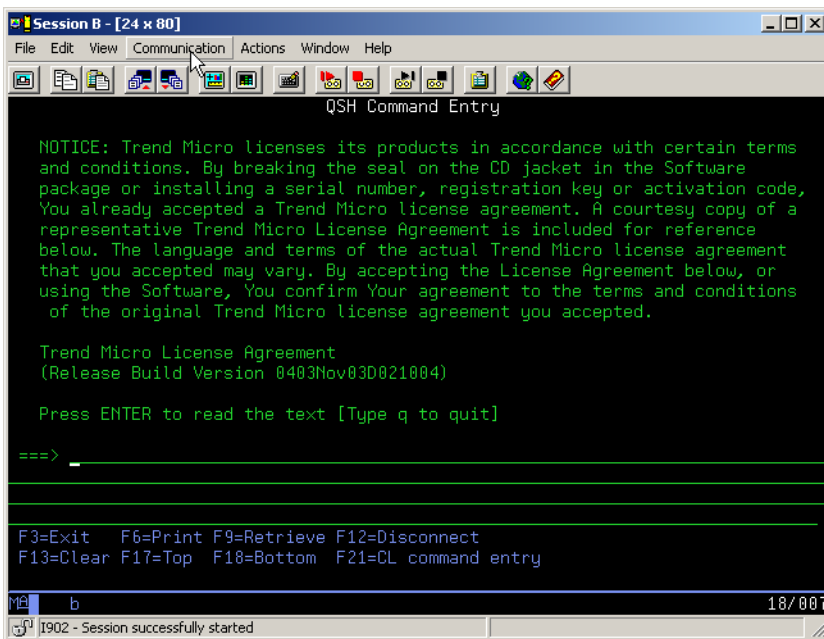 Session B - [24 x 80]
File Edit View Communication Actions Window Help
QSH Command Entry
NOTICE: Trend Micro licenses its products in accordance with certain terms
and conditions. By breaking the seal on the CD jacket in the Software
package or installing a serial number, registration key or activation code,
You already accepted a Trend Micro license agreement. A courtesy copy of a
representative Trend Micro License Agreement is included for reference
below. The language and terms of the actual Trend Micro license agreement
that you accepted may vary. By accepting the License Agreement below, or
using the Software, You confirm Your agreement to the terms and conditions
of the original Trend Micro license agreement you accepted.
Trend Micro License Agreement
(Release Build Version 0403Nov03D021004)
Press ENTER to read the text [Type q to quit]
===> _
F3=Exit F6=Print F9=Retrieve F12=Disconnect
F13=Clear F17=Top F18=Bottom F21=CL command entry
MA b 18/007
I902 - Session successfully started